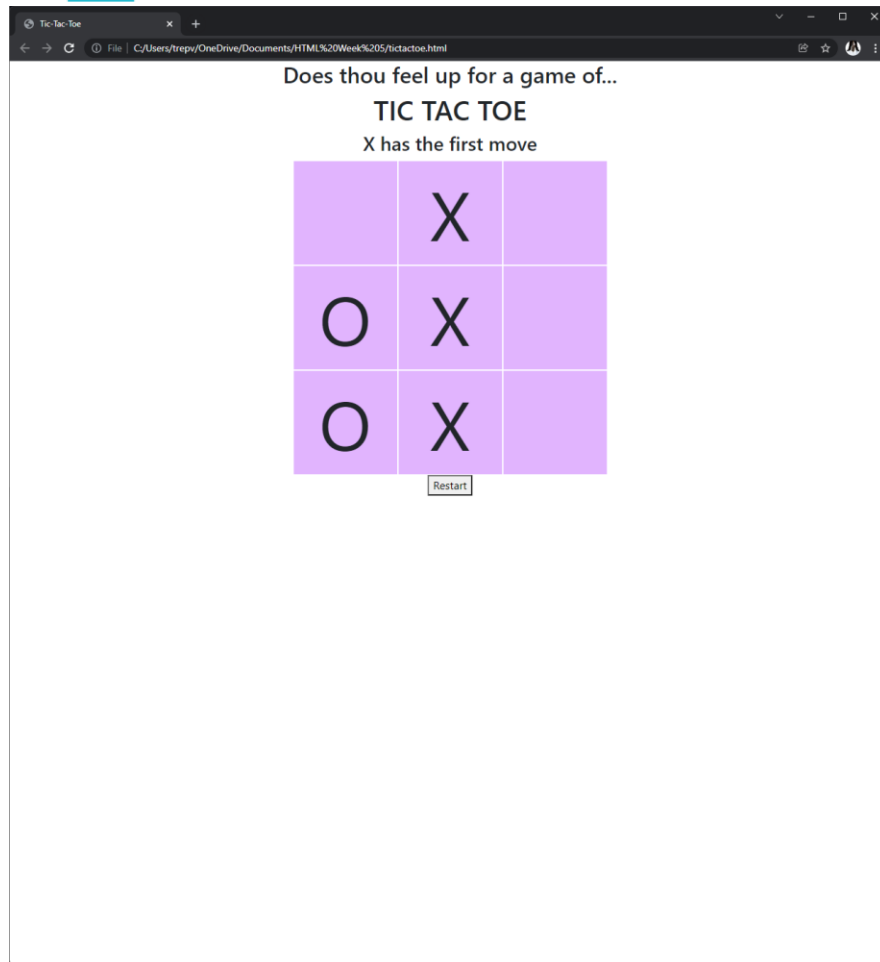 Tic-Tac-Toe
File | C:/Users/trepv/OneDrive/Documents/HTML%20Week%205/tictactoe.html
Does thou feel up for a game of...
TIC TAC TOE
X has the first move
X
O X
O X
Restart